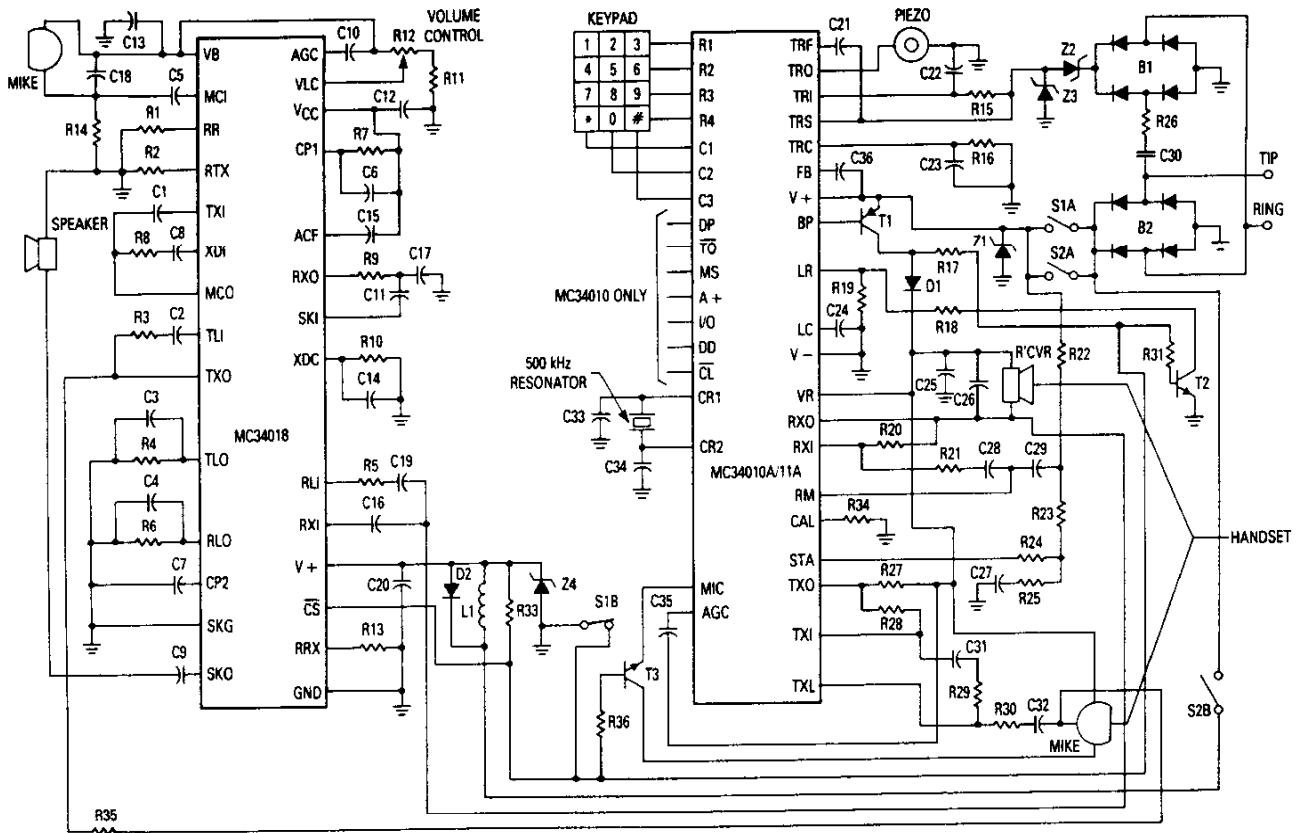 C13
C10
R12
VOLUME
CONTROL
KEYPAD
C21
PIEZO
MIKE
C18
C5
VB
AGC
VLC
R11
1 2 3
4 5 6
7 8 9
* 0 #
R1
R2
R3
R4
TRF
TRO
TRI
TRS
C22
R15
Z2
Z3
B1
R26
C30
MCI
VCC
C12
R14
R1
RR
R2
RTX
CP1
R7
C6
C15
ACF
C1
C2
C3
TRC
C23
R16
FB
C36
V+
BP
T1
TIP
RING
S1A
S2A
B2
SPEAKER
C1
TXI
R8
C8
XDI
MCO
RXO
R9
C17
C11
SKI
MC34010 ONLY
DP
T̅O̅
MS
A+
I/O
DD
C̅L̅
LR
LC
V−
Z1
R17
D1
R19
C24
R18
R3
C2
TLI
TXO
XDC
R10
C14
500 kHz
RESONATOR
C33
C34
CR1
CR2
VR
RXO
RXI
C25
C26
R'CVR
R22
R31
T2
C3
R4
TLO
MC34018
C4
R6
RLO
RLI
R5
C19
C16
RXI
MC34010A/11A
R20
R21
C28
C29
RM
CAL
R34
R23
HANDSET
C7
CP2
SKG
C9
SKO
V+
C̅S̅
C20
RRX
R13
GND
D2
L1
R33
Z4
S1B
C35
MIC
AGC
T3
R36
STA
TXO
TXI
TXL
R24
R27
C27
R25
R28
C31
R29
R30
C32
MIKE
S2B
R35